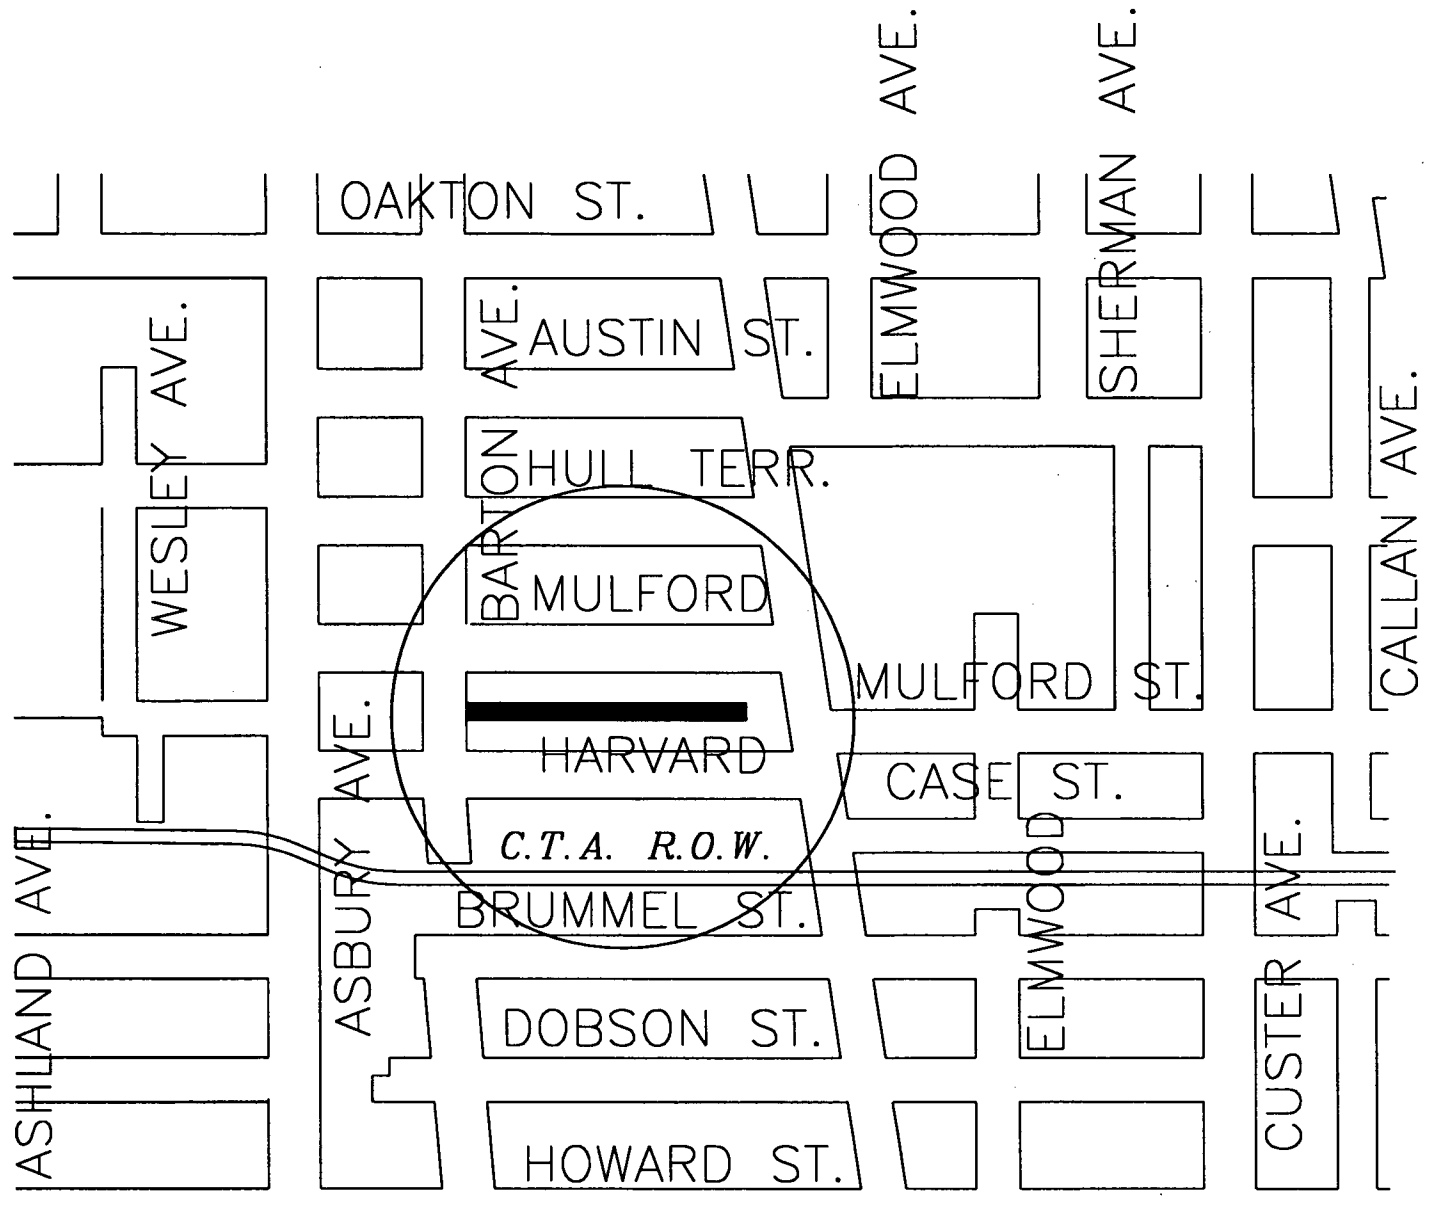 ELMWOOD AVE.
SHERMAN AVE.
OAKTON ST.
WESLEY AVE.
BARTON AVE.
AUSTIN ST.
CALLAN AVE.
HULL TERR.
MULFORD
MULFORD ST.
ASBURY AVE.
HARVARD
CASE ST.
ASHLAND AVE.
C.T.A. R.O.W.
ELMWOOD
CUSTER AVE.
BRUMMEL ST.
DOBSON ST.
HOWARD ST.